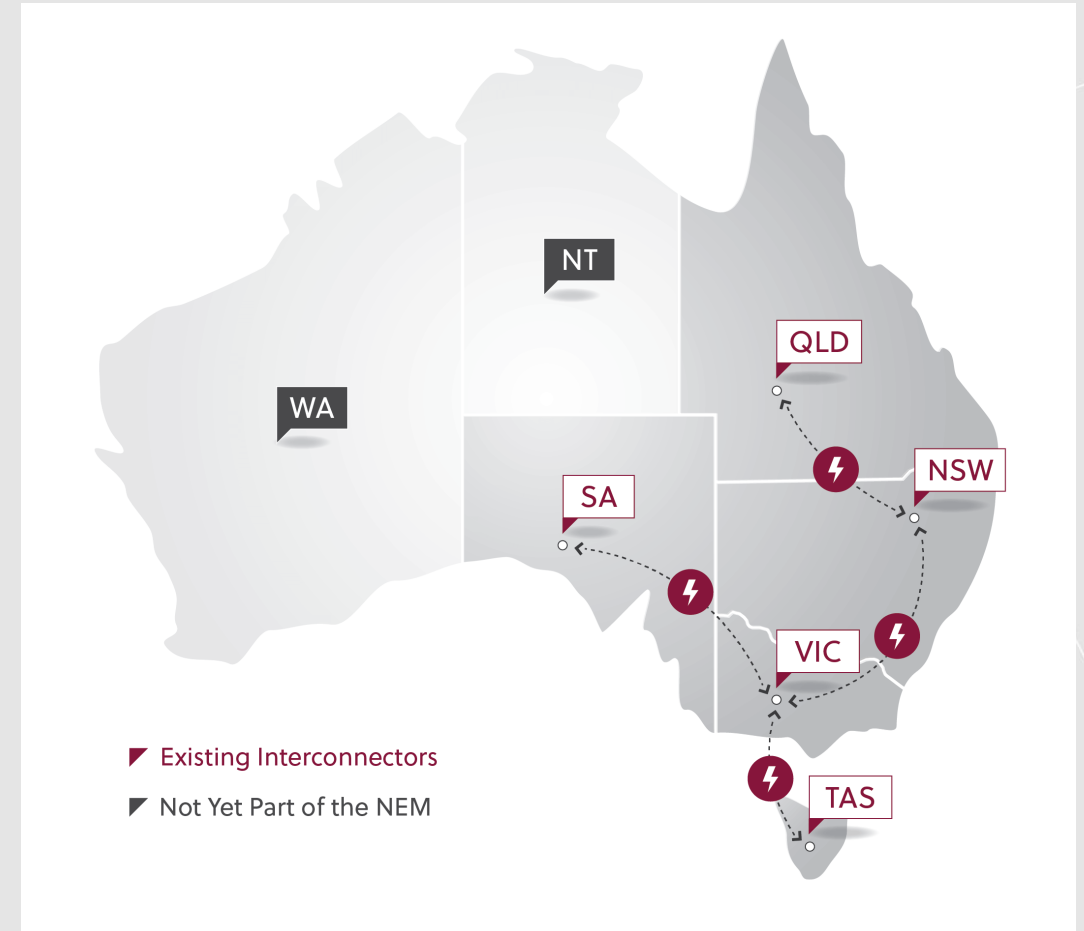 NT
QLD
WA
NSW
SA
VIC
Existing Interconnectors
TAS
Not Yet Part of the NEM